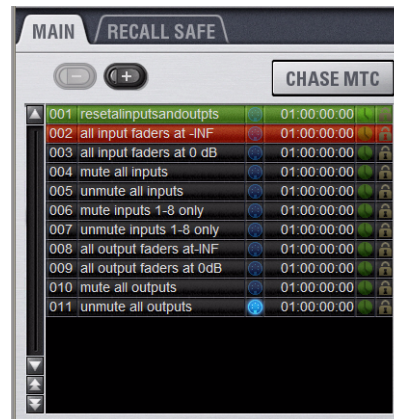 MAIN RECALL SAFE
CHASE MTC
001 resetalinputsandoutpts 01:00:00:00
002 all input faders at -INF 01:00:00:00
003 all input faders at 0 dB 01:00:00:00
004 mute all inputs 01:00:00:00
005 unmute all inputs 01:00:00:00
006 mute inputs 1-8 only 01:00:00:00
007 unmute inputs 1-8 only 01:00:00:00
008 all output faders at-INF 01:00:00:00
009 all output faders at 0dB 01:00:00:00
010 mute all outputs 01:00:00:00
011 unmute all outputs 01:00:00:00